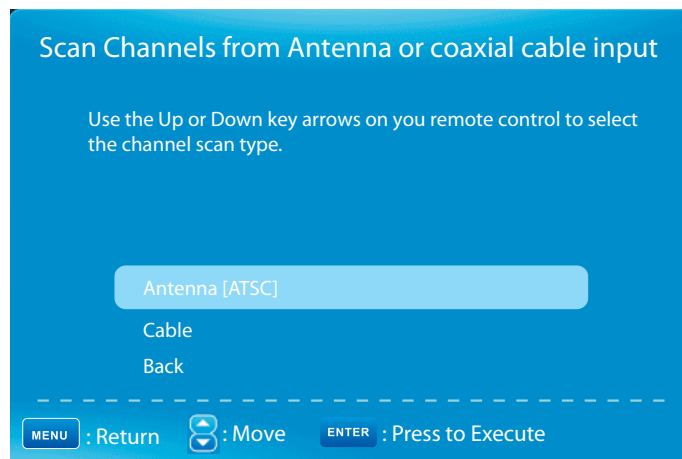 Scan Channels from Antenna or coaxial cable input
Use the Up or Down key arrows on you remote control to select
the channel scan type.
Antenna [ATSC]
Cable
Back
MENU : Return : Move ENTER : Press to Execute